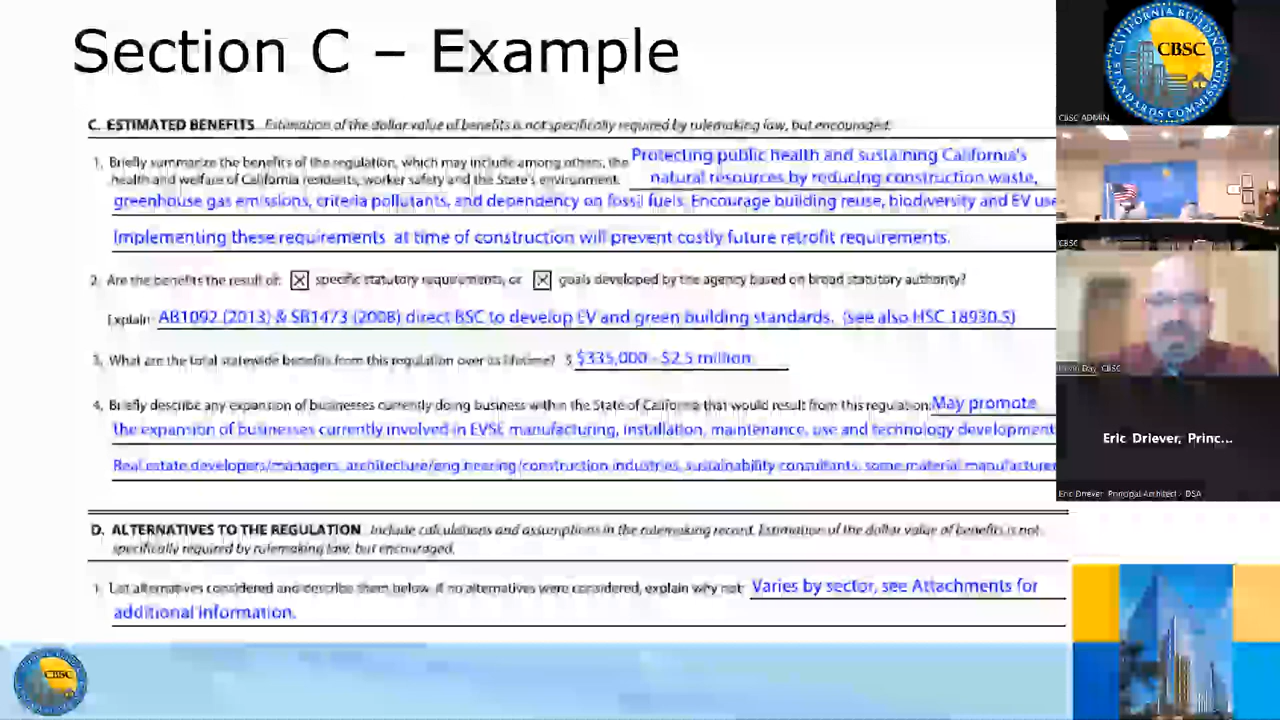 Section C – Example
C. ESTIMATED BENEFITS Estimation of the dollar value of benefits is not specifically required by rulemaking law, but encouraged.
1. Briefly summarize the benefits of the regulation, which may include among others, the
health and welfare of California residents, worker safety and the State's environment:
Protecting public health and sustaining California's
natural resources by reducing construction waste,
greenhouse gas emissions, criteria pollutants, and dependency on fossil fuels. Encourage building reuse, biodiversity and EV use
Implementing these requirements at time of construction will prevent costly future retrofit requirements.
2. Are the benefits the result of: specific statutory requirements, or goals developed by the agency based on broad statutory authority?
Explain: AB1092 (2013) & SB1473 (2008) direct BSC to develop EV and green building standards. (see also HSC 18930.5)
3. What are the total statewide benefits from this regulation over its lifetime? $ $335,000 - $2.5 million
4. Briefly describe any expansion of businesses currently doing business within the State of California that would result from this regulation: May promote
the expansion of businesses currently involved in EVSE manufacturing, installation, maintenance, use and technology development
Real estate developers/managers, architecture/engineering/construction industries, sustainability consultants, some material manufacturer
D. ALTERNATIVES TO THE REGULATION Include calculations and assumptions in the rulemaking record. Estimation of the dollar value of benefits is not
specifically required by rulemaking law, but encouraged.
1. List alternatives considered and describe them below. If no alternatives were considered, explain why not: Varies by sector, see Attachments for
additional information.
CALIFORNIA BUILDING STANDARDS COMMISSION
CBSC
CBSC ADMIN
CBSC
Kevin Day CBSC
Eric Driever, Princ...
Eric Driever Principal Architect - DSA
CBSC